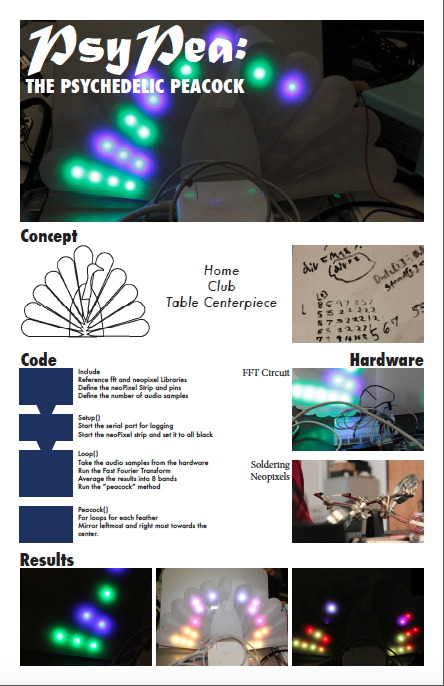 PsyPea:
THE PSYCHEDELIC PEACOCK
Concept
Home
Club
Table Centerpiece
Code
Include
Reference fft and neopixel Libraries
Define the neoPixel Strip and pins
Define the number of audio samples
Setup()
Start the serial port for logging
Start the neoPixel strip and set it to all black
Loop()
Take the audio samples from the hardware
Run the Fast Fourier Transform
Average the results into 8 bands
Run the "peacock" method
Peacock()
For loops for each feather
Mirror leftmost and right most towards the
center.
Hardware
FFT Circuit
Soldering
Neopixels
Results